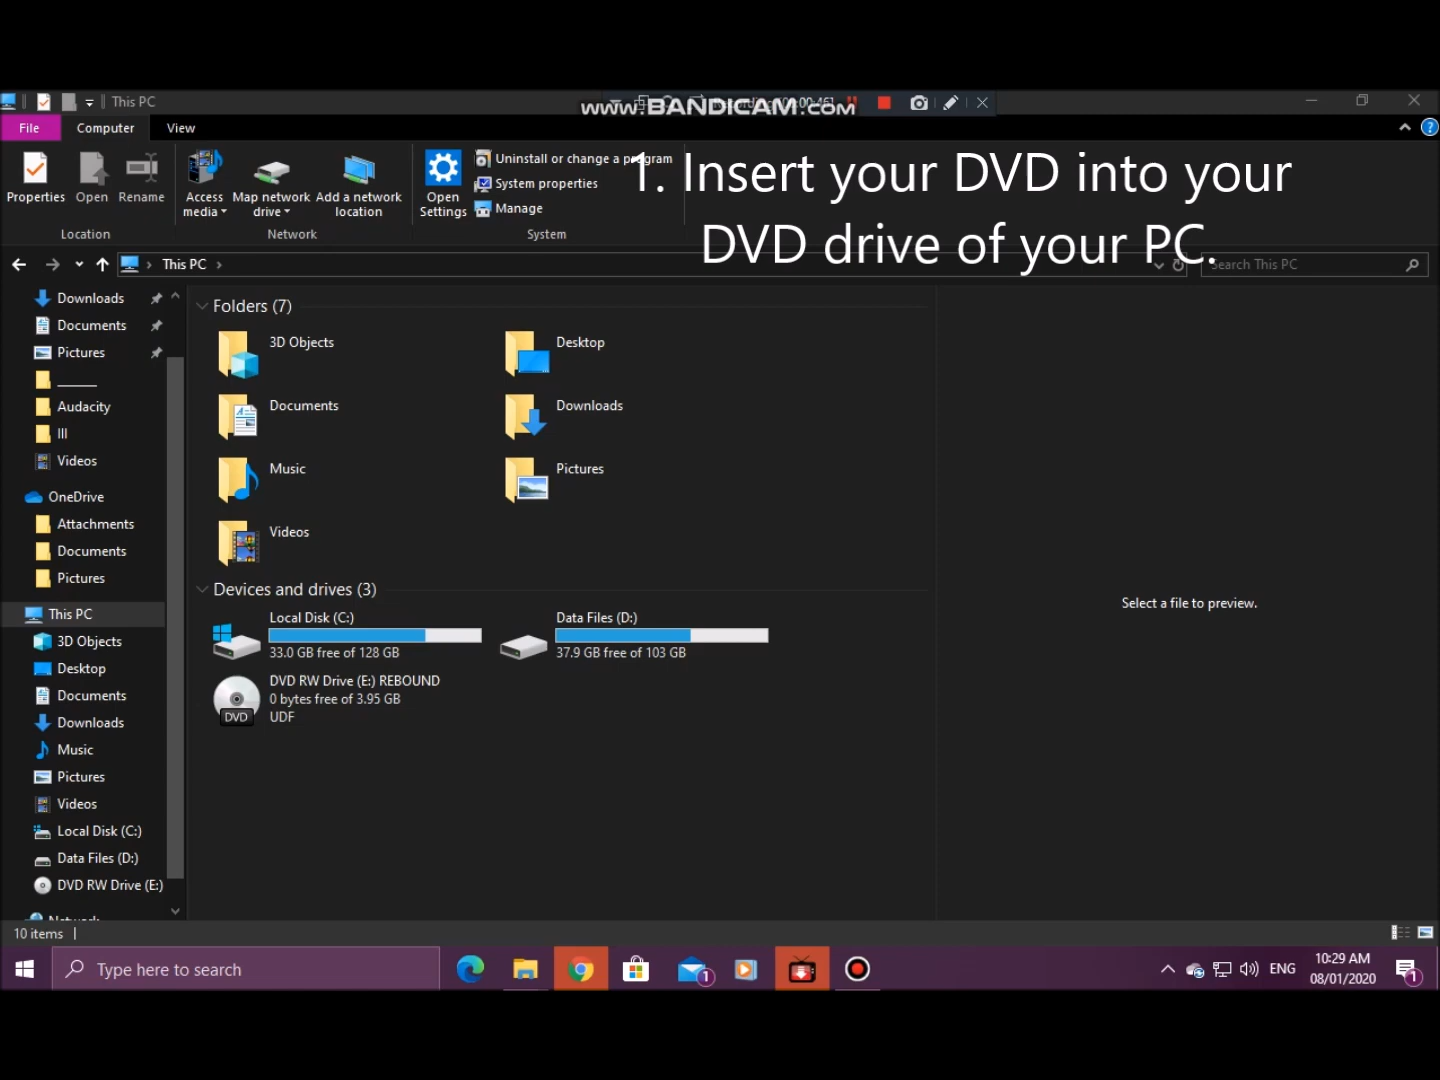 This PC
www.BANDICAM.com
File
Computer
View
Properties
Open
Rename
Access media
Map network drive
Add a network location
Open Settings
Uninstall or change a program
System properties
Manage
Location
Network
System
1. Insert your DVD into your
DVD drive of your PC.
This PC
Search This PC
Downloads
Documents
Pictures
______
Audacity
III
Videos
OneDrive
Attachments
Documents
Pictures
This PC
3D Objects
Desktop
Documents
Downloads
Music
Pictures
Videos
Local Disk (C:)
Data Files (D:)
DVD RW Drive (E:)
Network
Folders (7)
3D Objects
Desktop
Documents
Downloads
Music
Pictures
Videos
Devices and drives (3)
Local Disk (C:)
33.0 GB free of 128 GB
Data Files (D:)
37.9 GB free of 103 GB
DVD RW Drive (E:) REBOUND
0 bytes free of 3.95 GB
UDF
DVD
Select a file to preview.
10 items
Type here to search
1
ENG
10:29 AM
08/01/2020
1